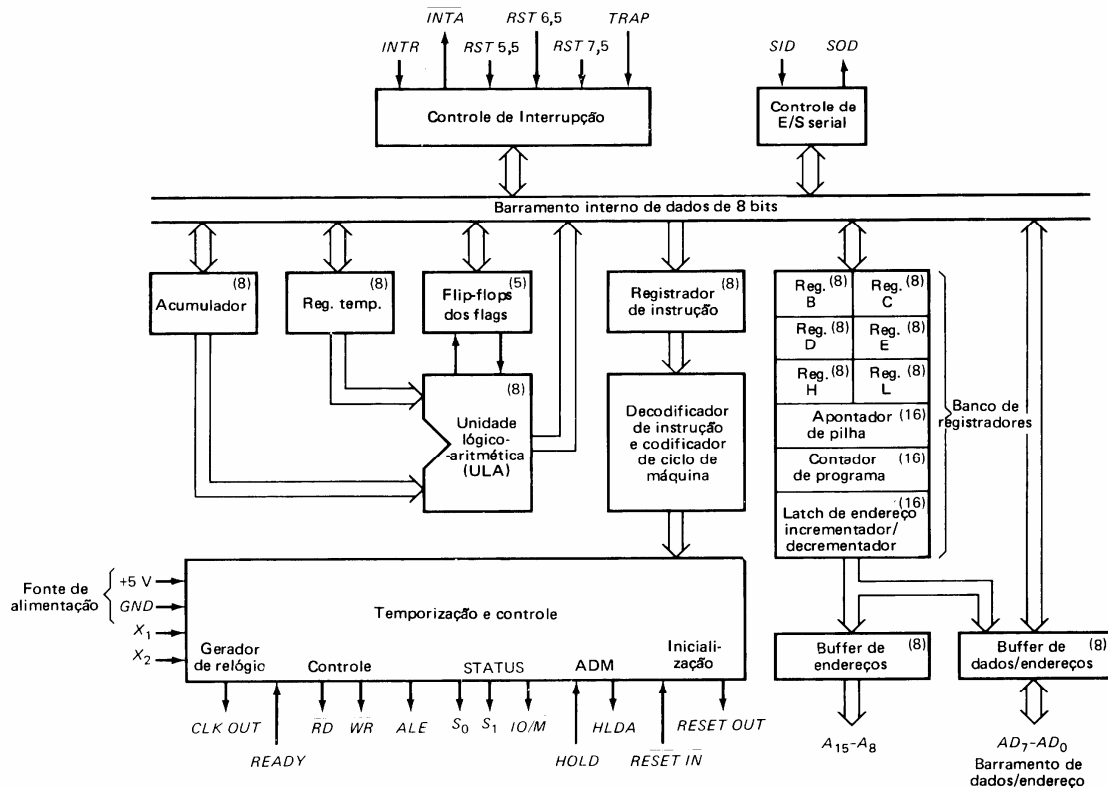 INTR
INTA
RST 5,5
RST 6,5
RST 7,5
TRAP
SID
SOD
Controle de Interrupção
Controle de
E/S serial
Barramento interno de dados de 8 bits
(8)
Acumulador
(8)
Reg. temp.
(5)
Flip-flops
dos flags
(8)
Registrador
de instrução
Reg. (8)
B
Reg. (8)
C
Reg. (8)
D
Reg. (8)
E
Reg. (8)
H
Reg. (8)
L
Apontador (16)
de pilha
Contador (16)
de programa
(16)
Latch de endereço
incrementador/
decrementador
Banco de
registradores
(8)
Unidade
lógico-
-aritmética
(ULA)
Decodificador
de instrução
e codificador
de ciclo de
máquina
Fonte de
alimentação
+5 V
GND
X1
X2
Temporização e controle
Gerador
de relógio
Controle
STATUS
ADM
Iniciali-
zação
CLK OUT
READY
RD
WR
ALE
S0
S1
IO/M
HOLD
HLDA
RESET IN
RESET OUT
Buffer de (8)
endereços
Buffer de (8)
dados/endereços
A15-A8
AD7-AD0
Barramento de
dados/endereço